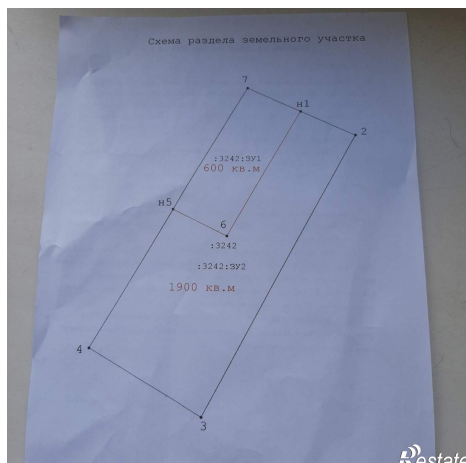 Схема раздела земельного участка
7
н1
2
:3242:ЗУ1
600 кв.м
н5
6
:3242
:3242:ЗУ2
1900 кв.м
4
3